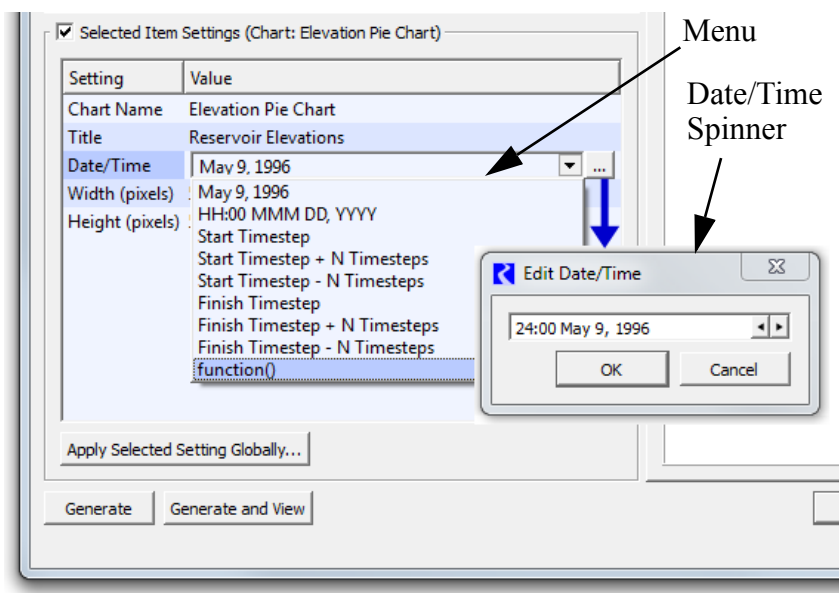 Selected Item Settings (Chart: Elevation Pie Chart)
Menu
Setting Value
Date/Time
Spinner
Chart Name Elevation Pie Chart
Title Reservoir Elevations
Date/Time May 9, 1996 ...
Width (pixels)
Height (pixels)
May 9, 1996
HH:00 MMM DD, YYYY
Start Timestep
Start Timestep + N Timesteps
Start Timestep - N Timesteps
Finish Timestep
Finish Timestep + N Timesteps
Finish Timestep - N Timesteps
function()
Edit Date/Time
24:00 May 9, 1996
OK Cancel
Apply Selected Setting Globally...
Generate Generate and View